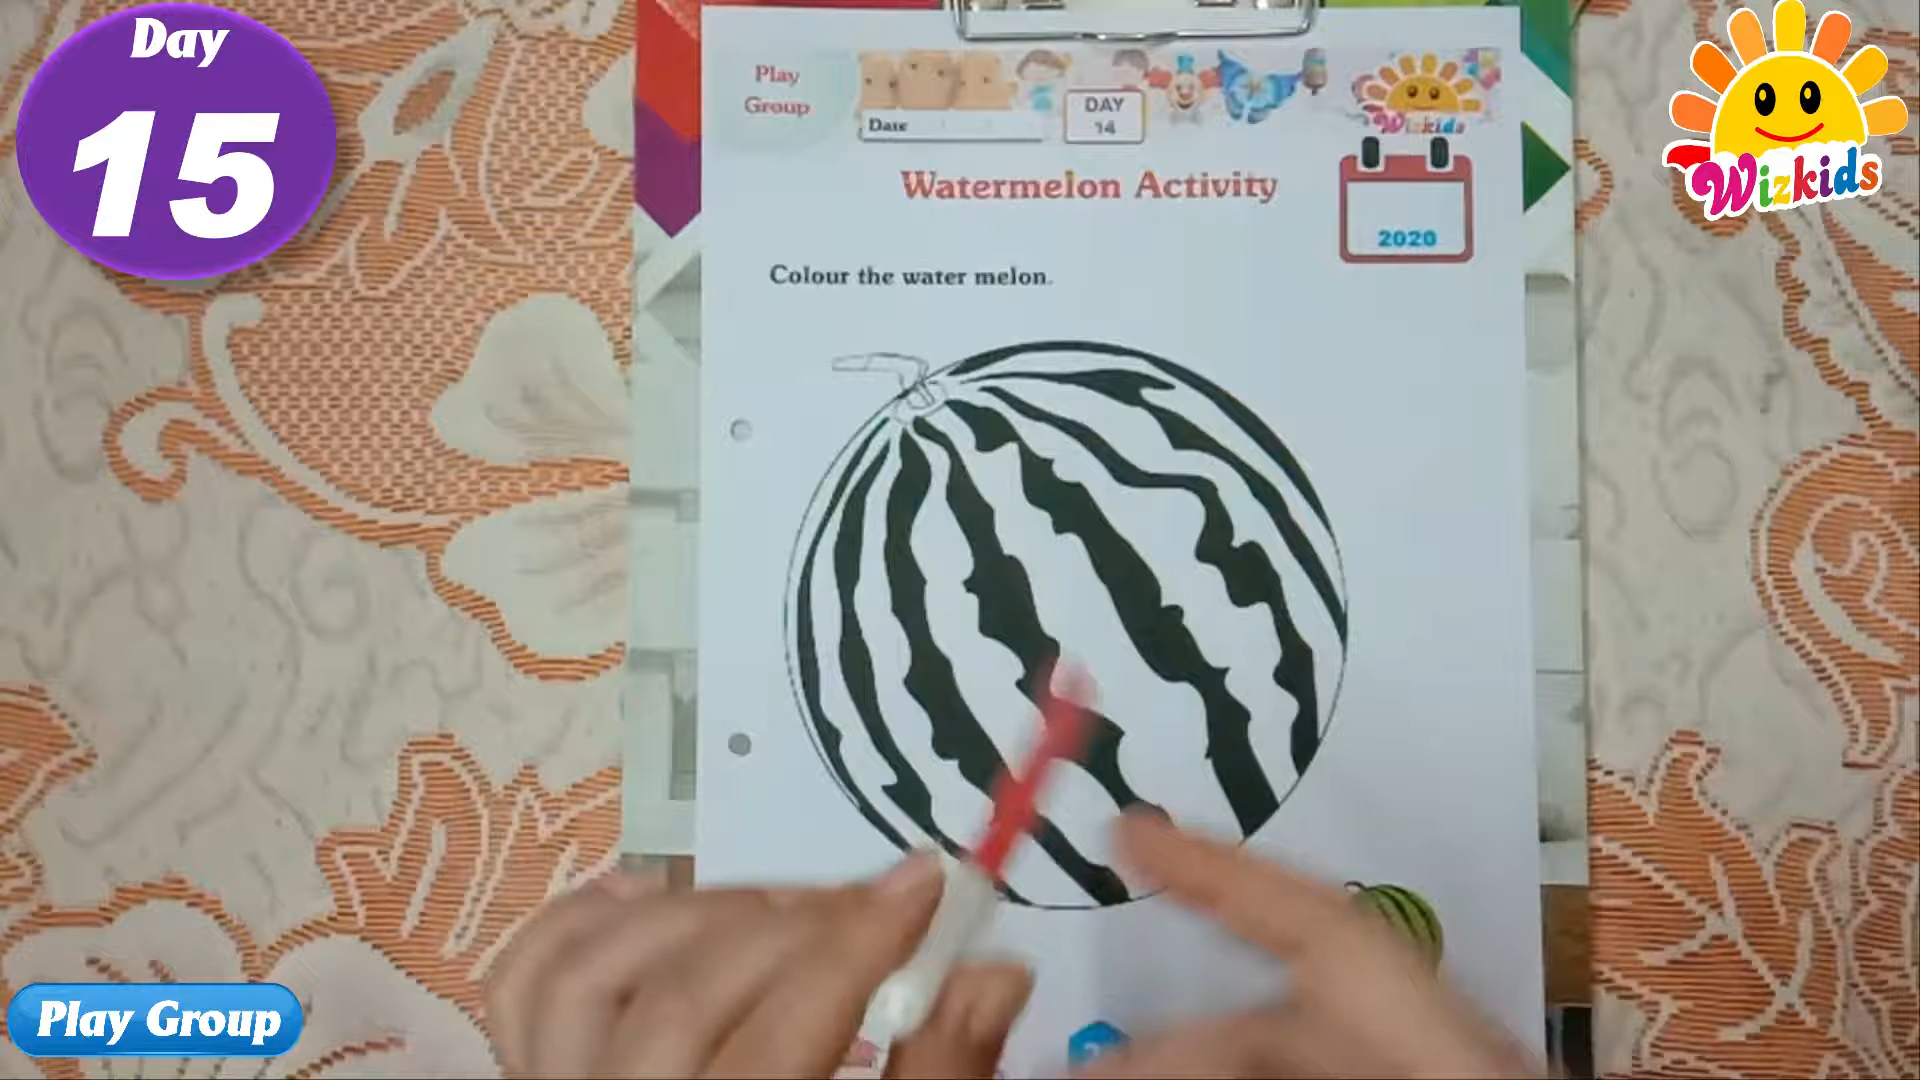 Day
15
Play
Group
Date
DAY
14
Wizkids
Wizkids
Watermelon Activity
2020
Colour the water melon.
Play Group